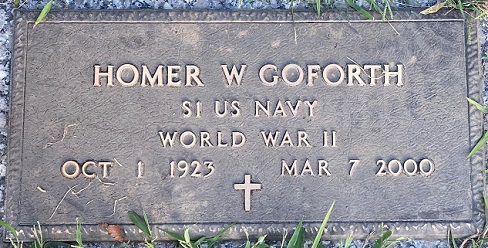 HOMER W GOFORTH
S1 US NAVY
WORLD WAR II
OCT 1 1923 MAR 7 2000